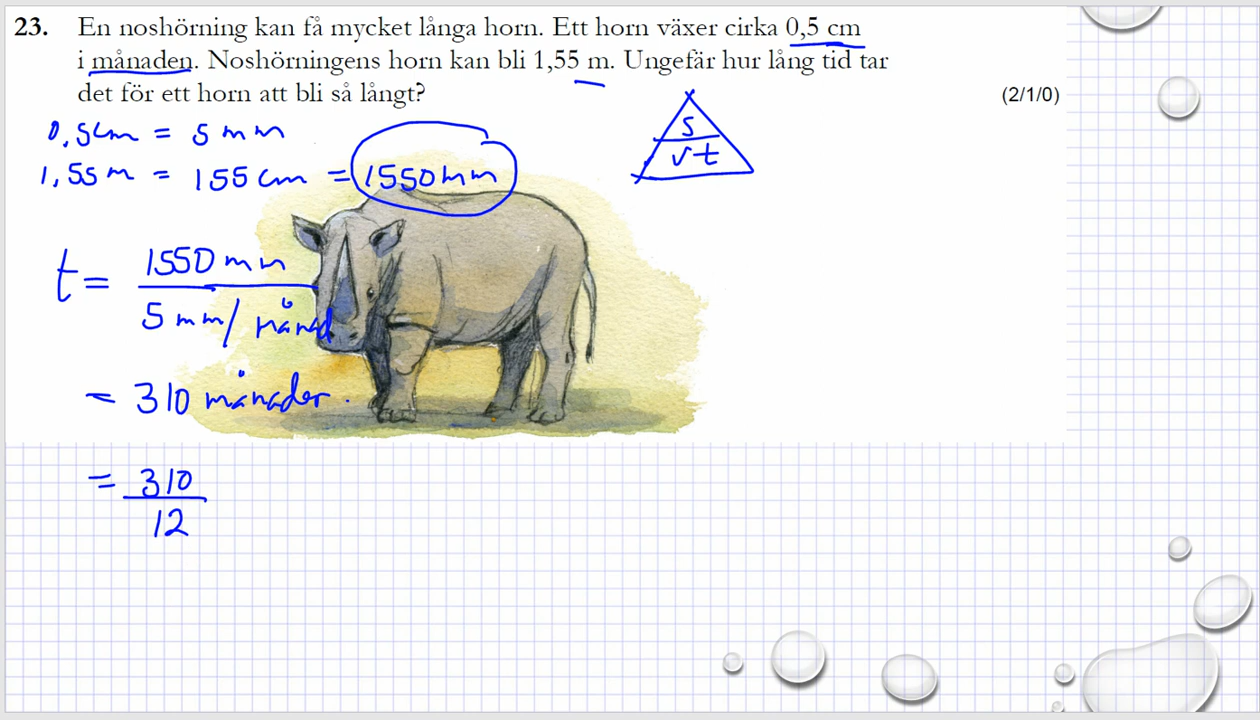 23. En noshörning kan få mycket långa horn. Ett horn växer cirka 0,5 cm
i månaden. Noshörningens horn kan bli 1,55 m. Ungefär hur lång tid tar
det för ett horn att bli så långt?
(2/1/0)
0,5cm = 5 mm
s
v t
1,55m = 155 cm = 1550 mm
t = 1550 mm
5 mm/månad
= 310 månader.
= 310
12